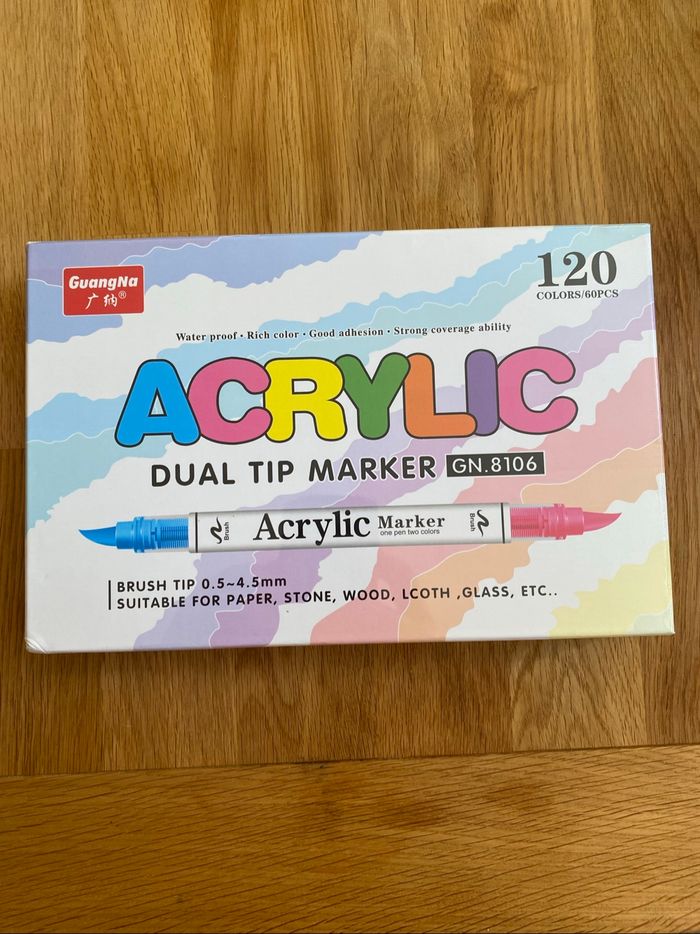 GuangNa
广纳®
120
COLORS/60PCS
Water proof • Rich color • Good adhesion • Strong coverage ability
ACRYLIC
DUAL TIP MARKER GN.8106
Brush Acrylic Marker Brush
one pen two colors
BRUSH TIP 0.5~4.5mm
SUITABLE FOR PAPER, STONE, WOOD, LCOTH ,GLASS, ETC..